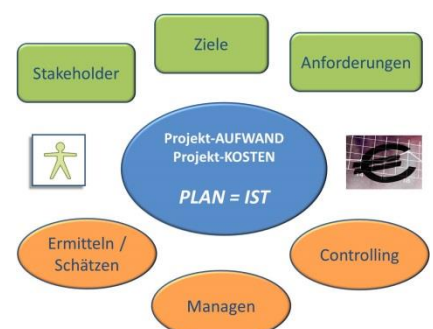 Ziele
Stakeholder
Anforderungen
Projekt-AUFWAND
Projekt-KOSTEN
PLAN = IST
€
Ermitteln /
Schätzen
Controlling
Managen